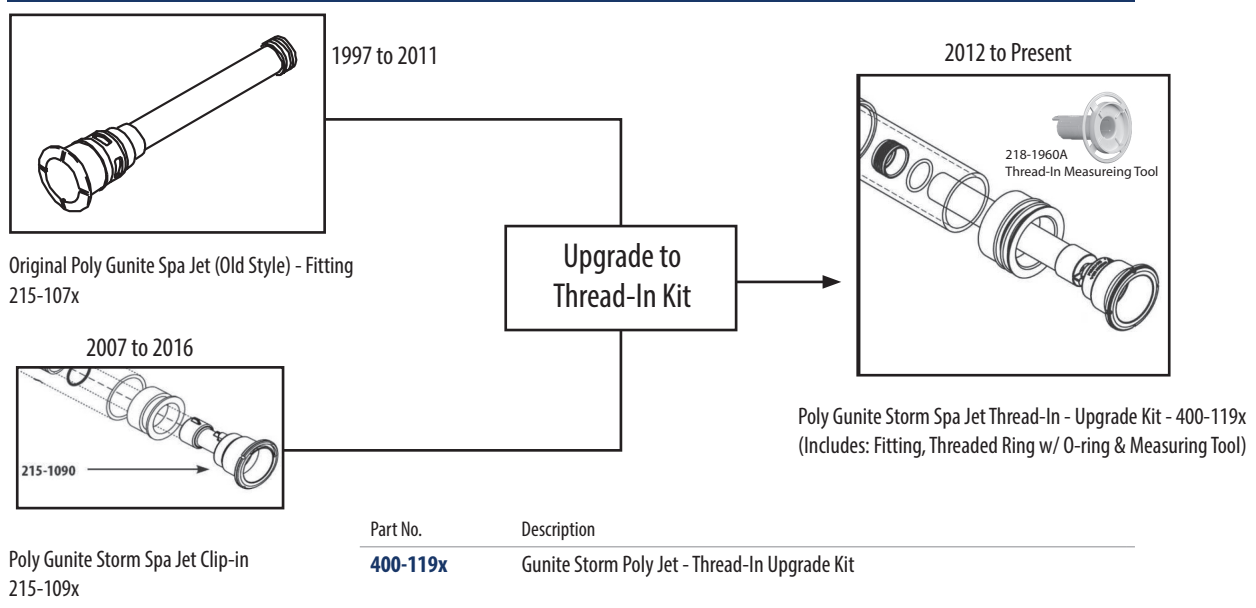 1997 to 2011
Original Poly Gunite Spa Jet (Old Style) - Fitting
215-107x
2007 to 2016
215-1090
Poly Gunite Storm Spa Jet Clip-in
215-109x
Upgrade to
Thread-In Kit
2012 to Present
218-1960A
Thread-In Measureing Tool
Poly Gunite Storm Spa Jet Thread-In - Upgrade Kit - 400-119x
(Includes: Fitting, Threaded Ring w/ O-ring & Measuring Tool)
Part No. Description
400-119x Gunite Storm Poly Jet - Thread-In Upgrade Kit